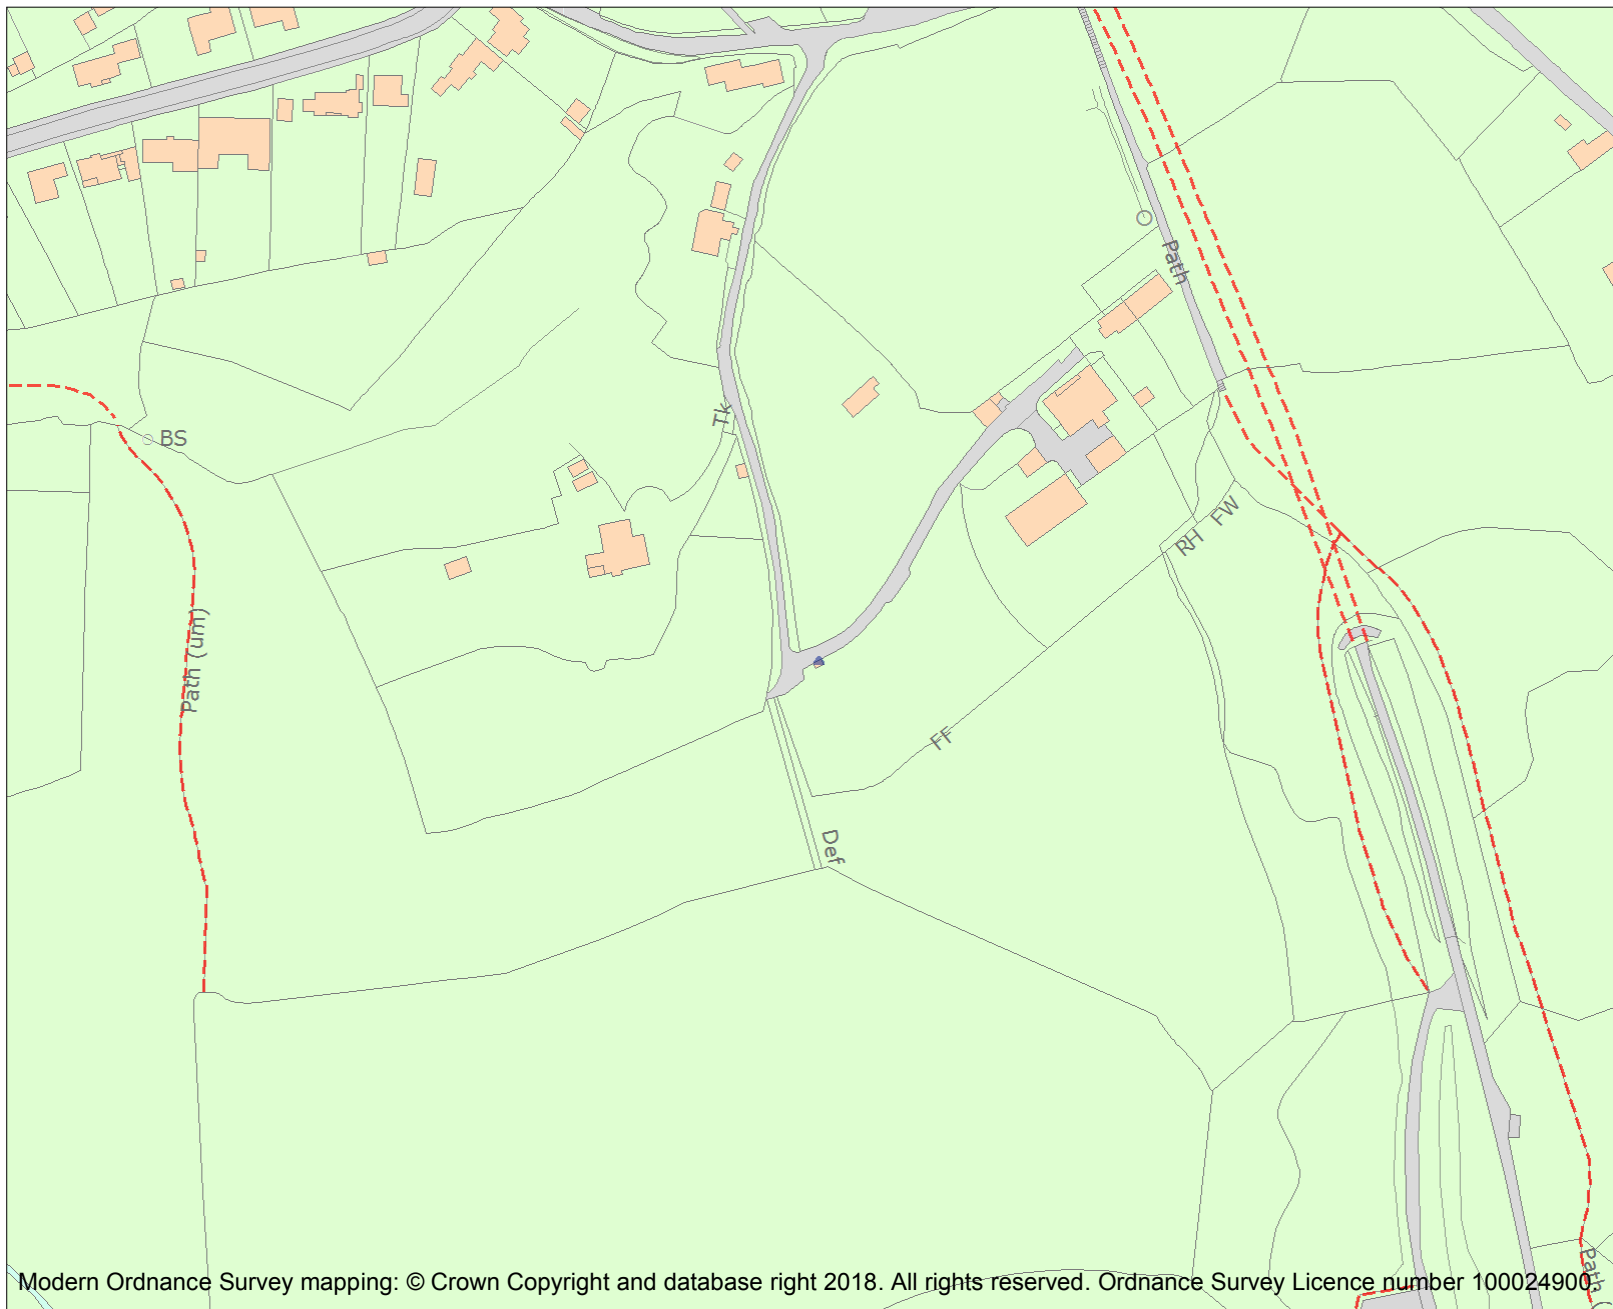 Path
Tk
BS
FW
RH
Path (um)
FF
Def
Path (
Modern Ordnance Survey mapping: © Crown Copyright and database right 2018. All rights reserved. Ordnance Survey Licence number 100024900.